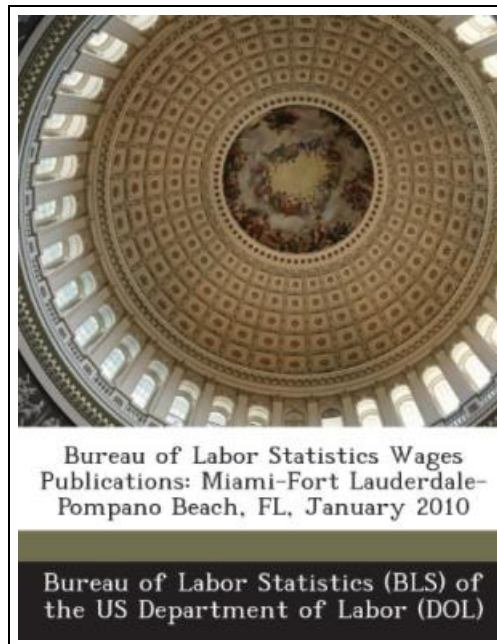 Bureau of Labor Statistics Wages
Publications: Miami-Fort Lauderdale-
Pompano Beach, FL, January 2010
Bureau of Labor Statistics (BLS) of
the US Department of Labor (DOL)